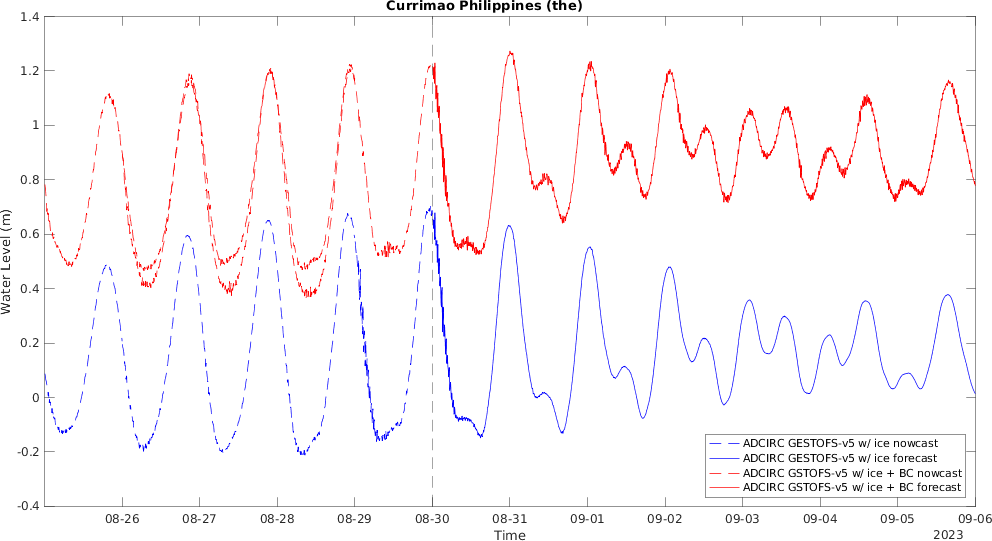 Currimao Philippines (the)
1.4
1.2
1
0.8
0.6
0.4
0.2
0
-0.2
-0.4
Water Level (m)
ADCIRC GESTOFS-v5 w/ ice nowcast
ADCIRC GESTOFS-v5 w/ ice forecast
ADCIRC GSTOFS-v5 w/ ice + BC nowcast
ADCIRC GSTOFS-v5 w/ ice + BC forecast
08-26 08-27 08-28 08-29 08-30 08-31 09-01 09-02 09-03 09-04 09-05 09-06
Time
2023